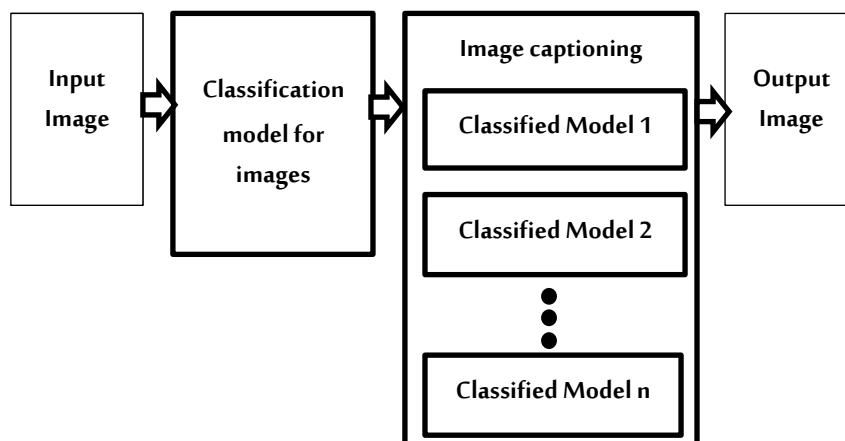 Input
Image
Classification
model for
images
Image captioning
Classified Model 1
Classified Model 2
Classified Model n
Output
Image